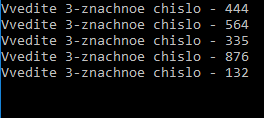 Vvedite 3-znachnoe chislo - 444
Vvedite 3-znachnoe chislo - 564
Vvedite 3-znachnoe chislo - 335
Vvedite 3-znachnoe chislo - 876
Vvedite 3-znachnoe chislo - 132